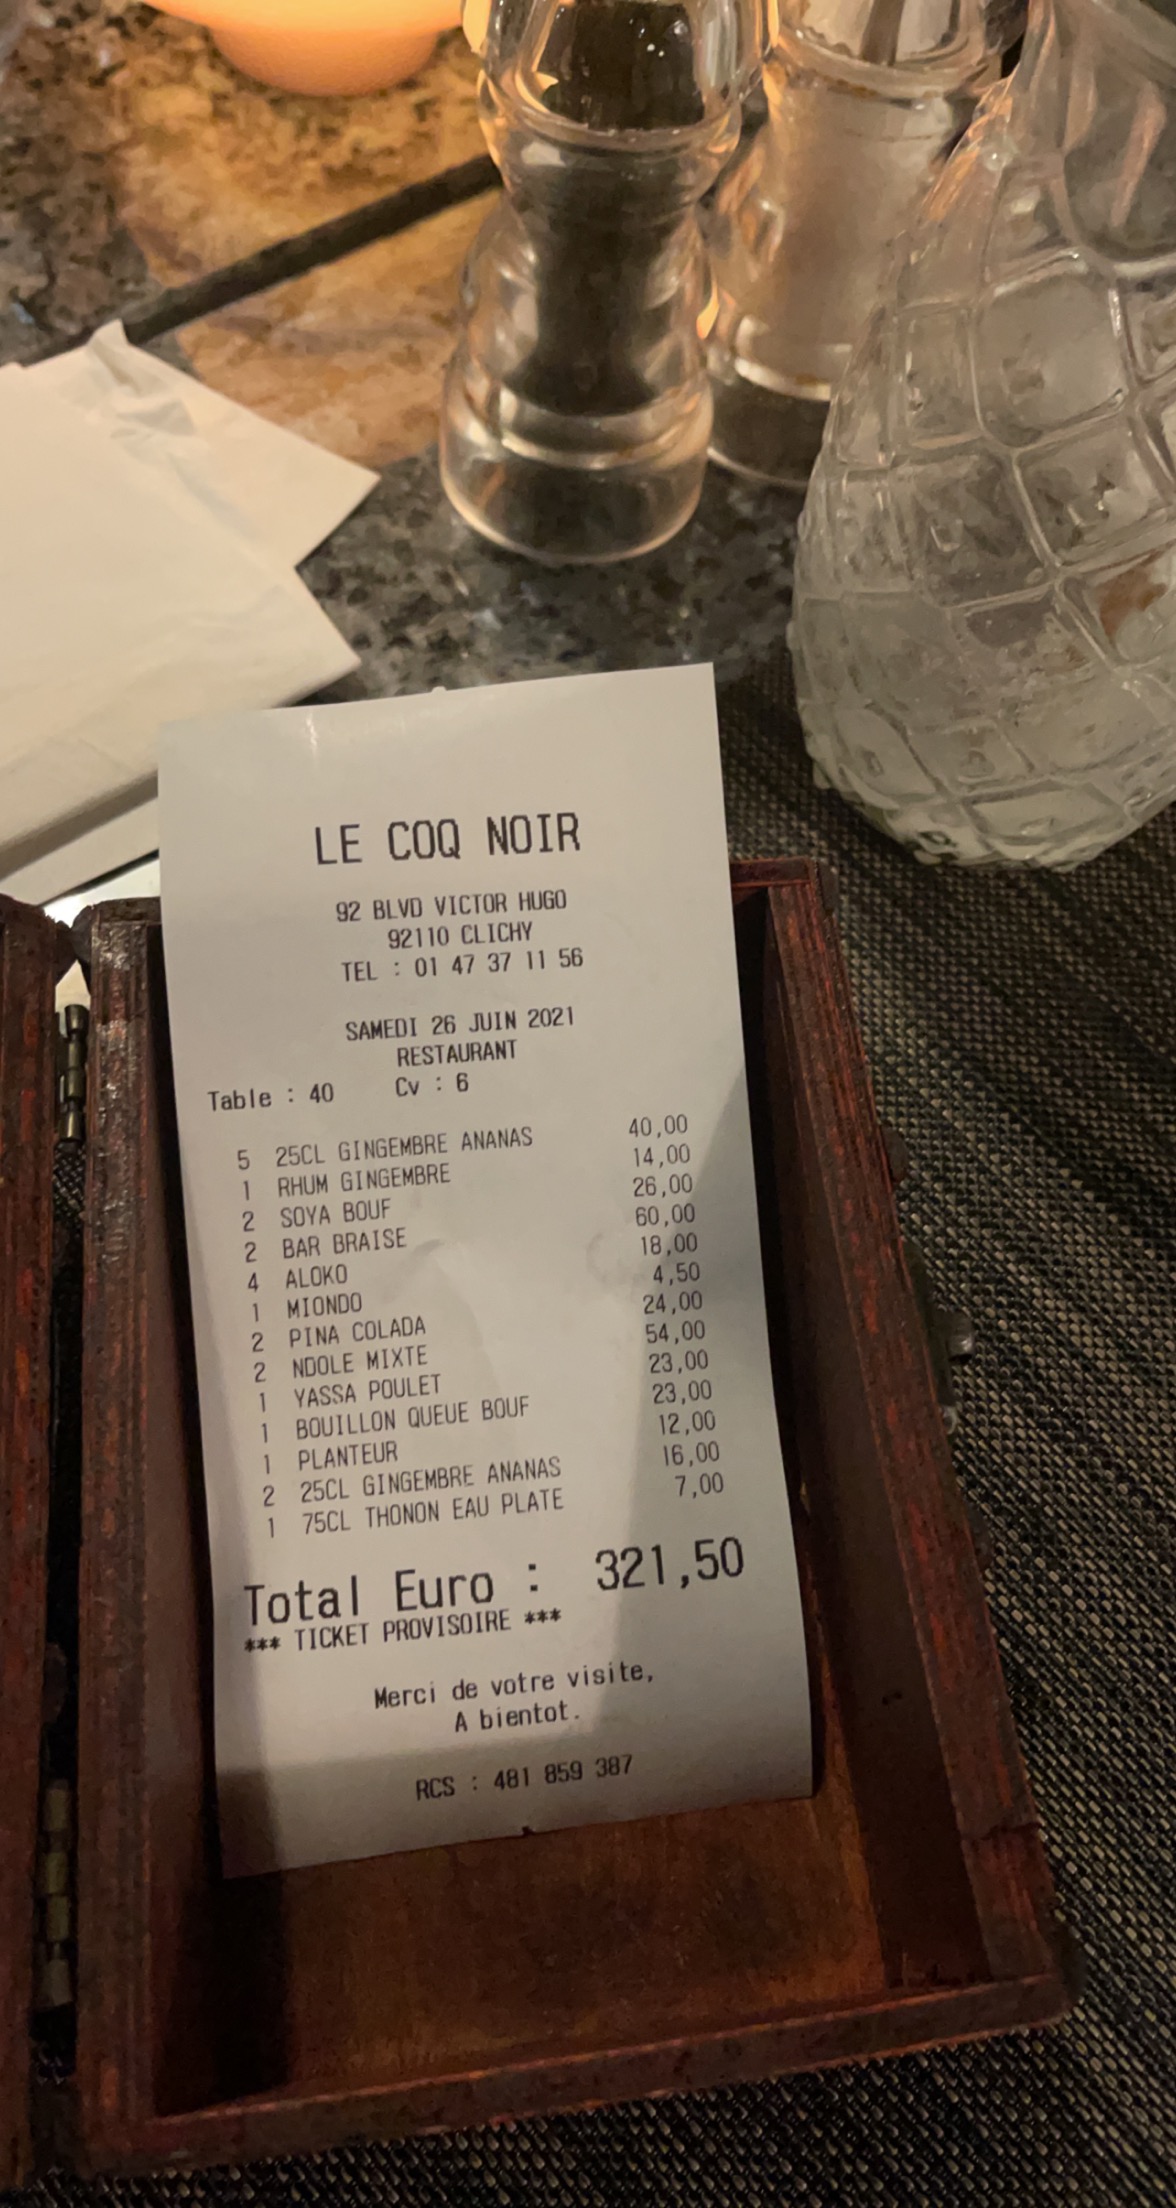 LE COQ NOIR
92 BLVD VICTOR HUGO
92110 CLICHY
TEL : 01 47 37 11 56
SAMEDI 26 JUIN 2021
RESTAURANT
Table : 40 Cv : 6
5 25CL GINGEMBRE ANANAS 40,00
1 RHUM GINGEMBRE 14,00
2 SOYA BOUF 26,00
2 BAR BRAISE 60,00
4 ALOKO 18,00
1 MIONDO 4,50
2 PINA COLADA 24,00
2 NDOLE MIXTE 54,00
1 YASSA POULET 23,00
1 BOUILLON QUEUE BOUF 23,00
1 PLANTEUR 12,00
2 25CL GINGEMBRE ANANAS 16,00
1 75CL THONON EAU PLATE 7,00
Total Euro : 321,50
*** TICKET PROVISOIRE ***
Merci de votre visite,
A bientot.
RCS : 481 859 387